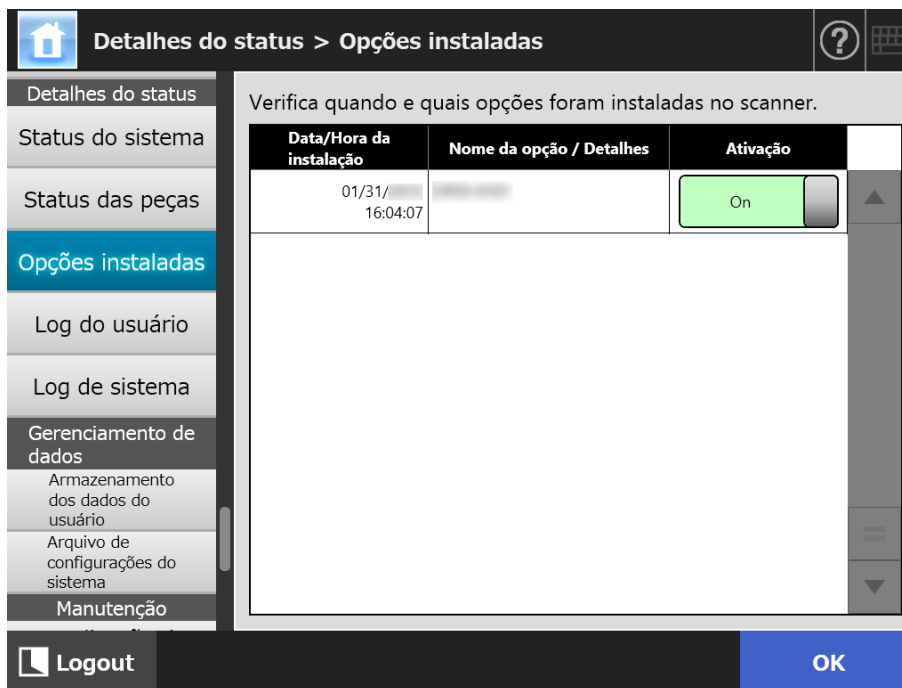 Detalhes do status > Opções instaladas
?
Detalhes do status
Status do sistema
Status das peças
Opções instaladas
Log do usuário
Log de sistema
Gerenciamento de
dados
Armazenamento
dos dados do
usuário
Arquivo de
configurações do
sistema
Manutenção
Verifica quando e quais opções foram instaladas no scanner.
Data/Hora da
instalação
Nome da opção / Detalhes
Ativação
01/31/
16:04:07
On
Logout
OK